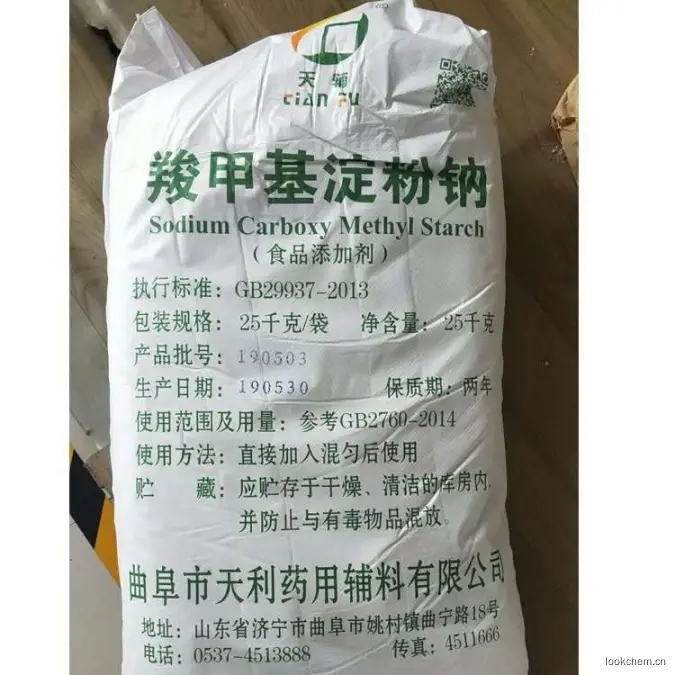 天辅
tian Fu
羧甲基淀粉钠
Sodium Carboxy Methyl Starch
（食品添加剂）
执行标准：GB29937-2013
包装规格：25千克/袋 净含量：25千克
产品批号：190503
生产日期：190530 保质期：两年
使用范围及用量：参考GB2760-2014
使用方法：直接加入混匀后使用
贮 藏：应贮存于干燥、清洁的库房内，
并防止与有毒物品混放。
曲阜市天利药用辅料有限公司
地址：山东省济宁市曲阜市姚村镇曲宁路18号
电话：0537-4513888 传真：4511666
lookchem.cn